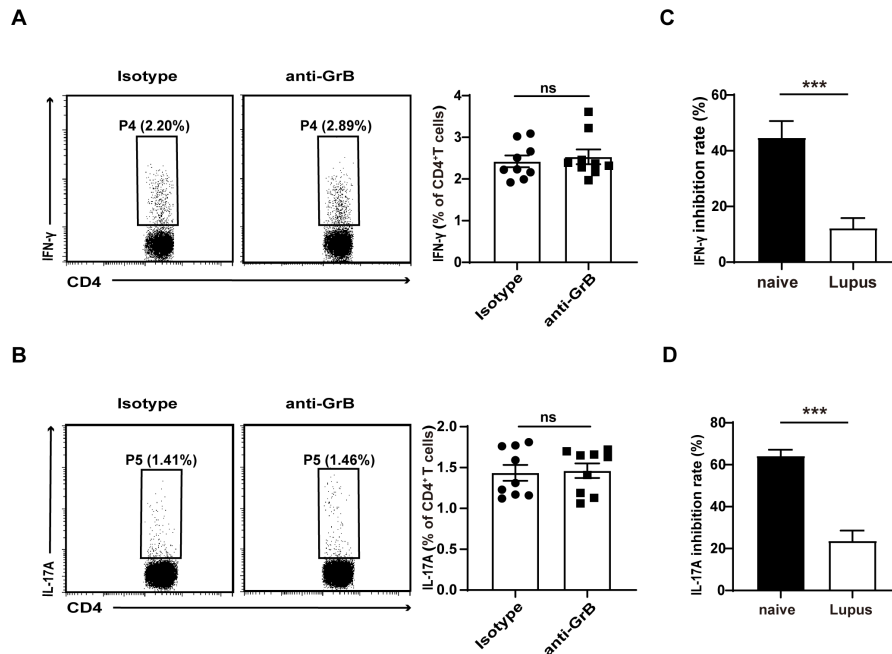 A
Isotype
anti-GrB
P4 (2.20%)
P4 (2.89%)
IFN-γ
CD4
IFN-γ (% of CD4⁺T cells)
4
3
2
1
0
ns
Isotype
anti-GrB
C
IFN-γ inhibition rate (%)
60
40
20
0
***
naive
Lupus
B
Isotype
anti-GrB
P5 (1.41%)
P5 (1.46%)
IL-17A
CD4
IL-17A (% of CD4⁺ T cells)
2.0
1.5
1.0
0.5
0.0
ns
Isotype
anti-GrB
D
IL-17A inhibition rate (%)
80
60
40
20
0
***
naive
Lupus